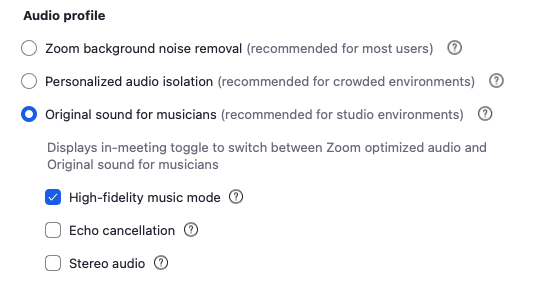 Audio profile
Zoom background noise removal (recommended for most users) ?
Personalized audio isolation (recommended for crowded environments) ?
Original sound for musicians (recommended for studio environments) ?
Displays in-meeting toggle to switch between Zoom optimized audio and
Original sound for musicians
High-fidelity music mode ?
Echo cancellation ?
Stereo audio ?